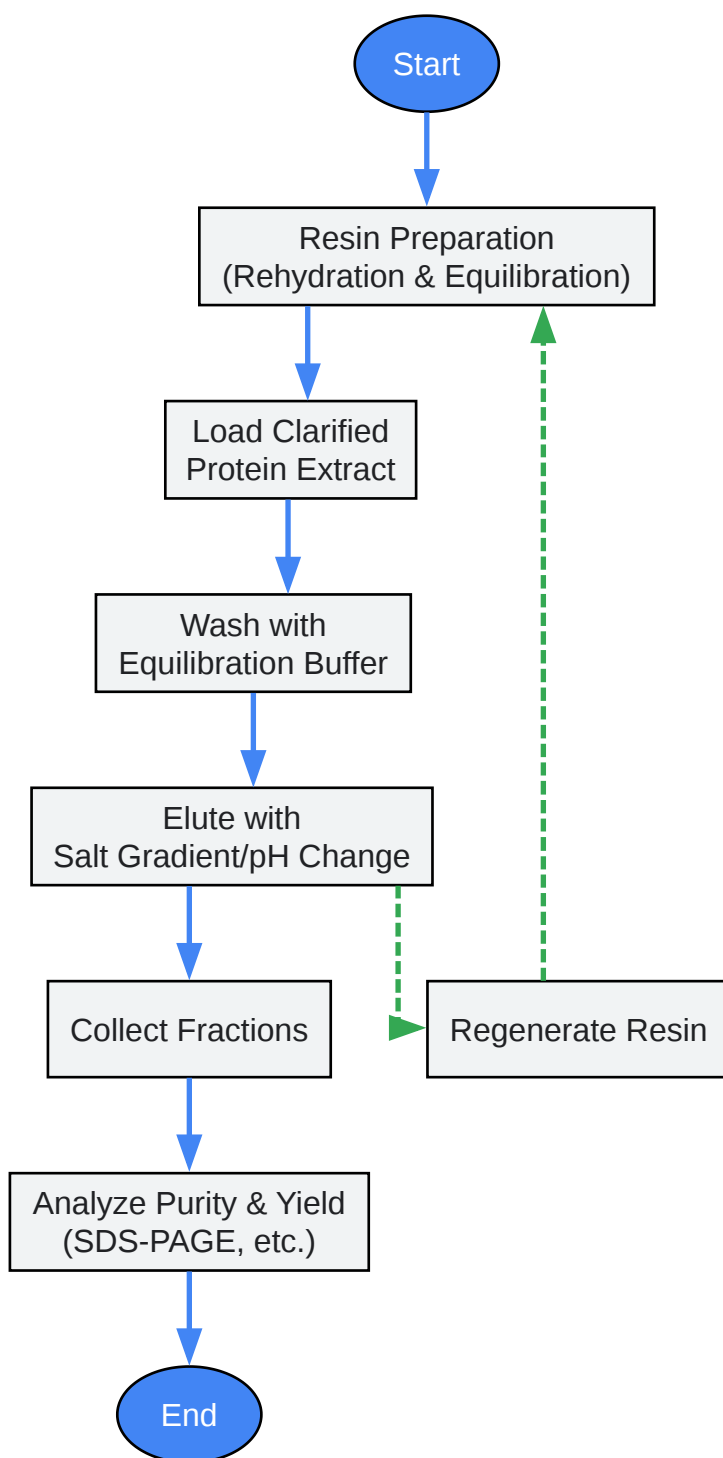 Start
Resin Preparation
(Rehydration & Equilibration)
Load Clarified
Protein Extract
Wash with
Equilibration Buffer
Elute with
Salt Gradient/pH Change
Collect Fractions
Regenerate Resin
Analyze Purity & Yield
(SDS-PAGE, etc.)
End